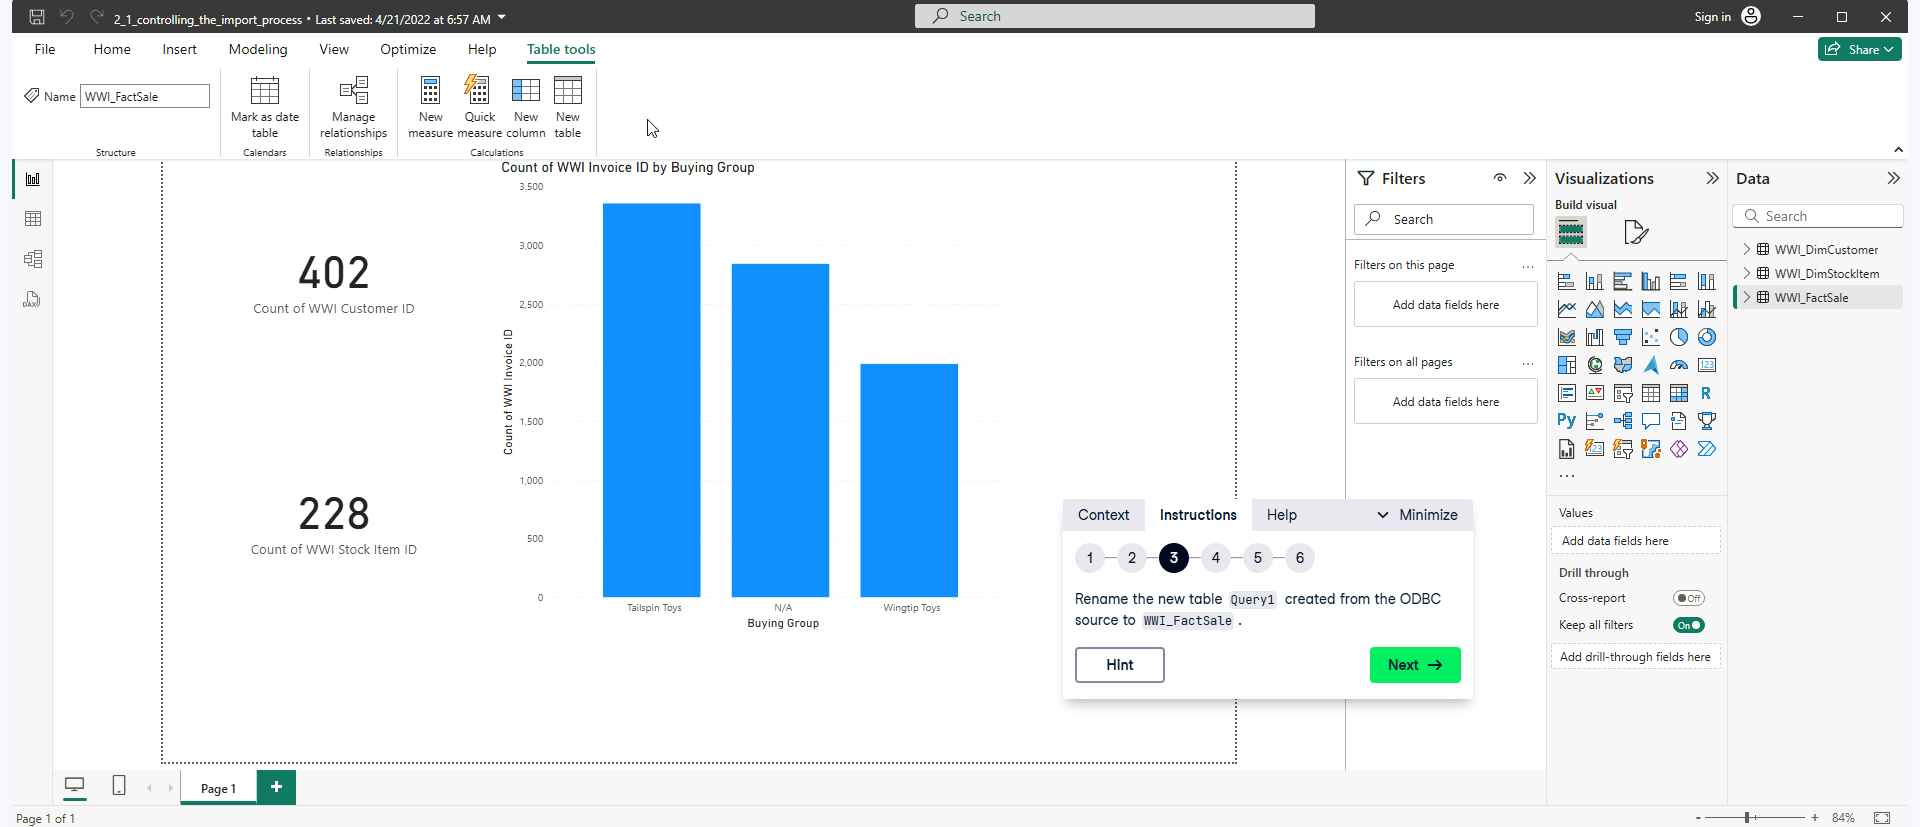 2_1_controlling_the_import_process • Last saved: 4/21/2022 at 6:57 AM
Search
Sign in
File Home Insert Modeling View Optimize Help Table tools
Share
Name WWI_FactSale
Mark as date table
Manage relationships
New measure
Quick measure
New column
New table
Structure
Calendars
Relationships
Calculations
Count of WWI Invoice ID by Buying Group
3,500
3,000
2,500
2,000
1,500
1,000
500
0
Count of WWI Invoice ID
Tailspin Toys
N/A
Wingtip Toys
Buying Group
402
Count of WWI Customer ID
228
Count of WWI Stock Item ID
DAX
Filters
Search
Filters on this page
...
Add data fields here
Filters on all pages
...
Add data fields here
Visualizations
Build visual
123
R
Py
123
...
Values
Add data fields here
Drill through
Cross-report
Off
Keep all filters
On
Add drill-through fields here
Data
Search
WWI_DimCustomer
WWI_DimStockItem
WWI_FactSale
Context
Instructions
Help
Minimize
1 2 3 4 5 6
Rename the new table Query1 created from the ODBC
source to WWI_FactSale .
Hint
Next →
Page 1
+
Page 1 of 1
- + 84%